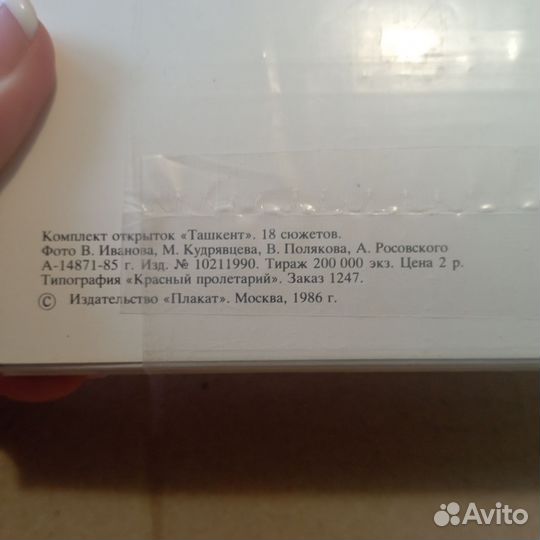 Комплект открыток «Ташкент». 18 сюжетов.
Фото В. Иванова, М. Кудрявцева, В. Полякова, А. Росовского
А-14871-85 г. Изд. № 10211990. Тираж 200 000 экз. Цена 2 р.
Типография «Красный пролетарий». Заказ 1247.
© Издательство «Плакат». Москва, 1986 г.
Avito